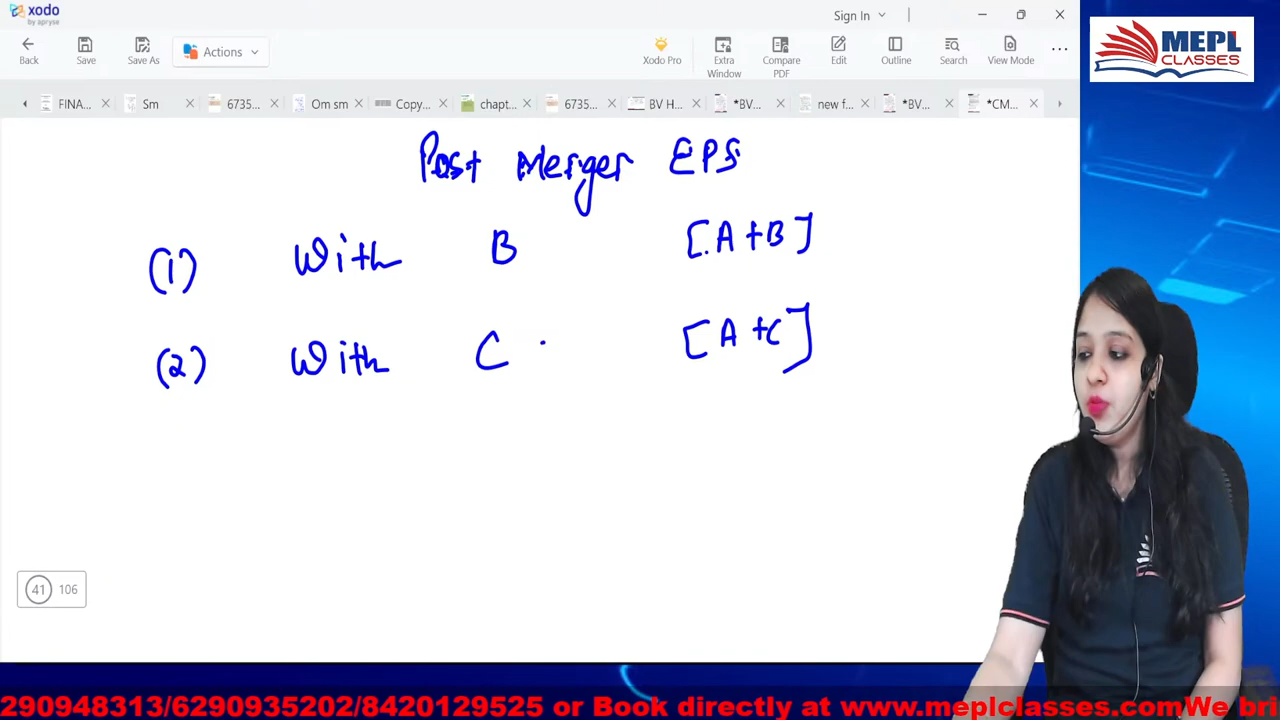 xodo
by apryse
Sign In
Back
Save
Save As
Actions
Xodo Pro
Extra Window
Compare PDF
Edit
Outline
Search
View Mode
FINA...
Sm
6735...
Om sm
Copy...
chapt...
6735...
BV H...
*BV...
new f...
*BV...
*CM...
MEPL
CLASSES
Post Merger EPS
(1) With B [A+B]
(2) With C [A+C]
41 106
290948313/6290935202/8420129525 or Book directly at www.meplclasses.comWe bri